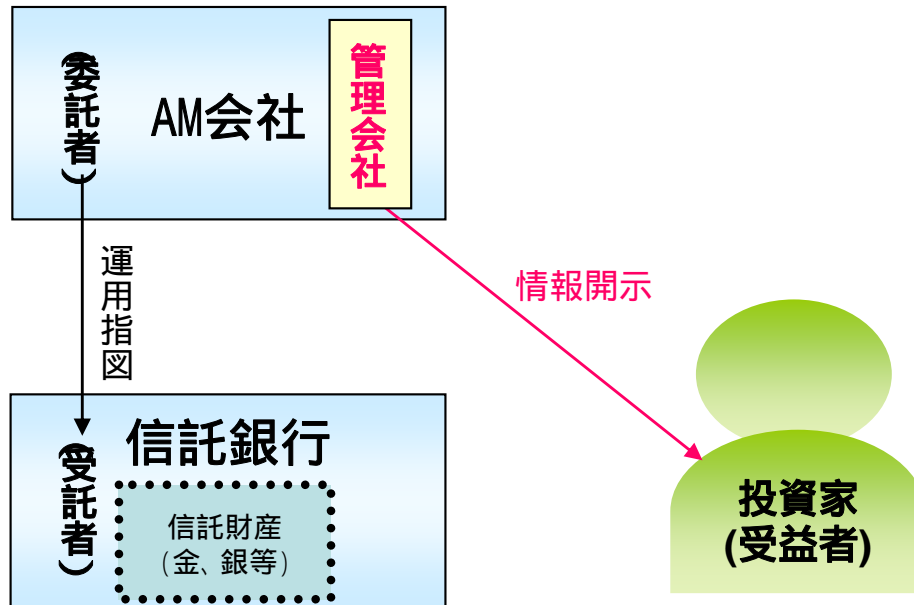 (委託者)
AM会社
管理会社
運用指図
情報開示
信託銀行
(受託者)
信託財産
(金、銀等)
投資家
(受益者)